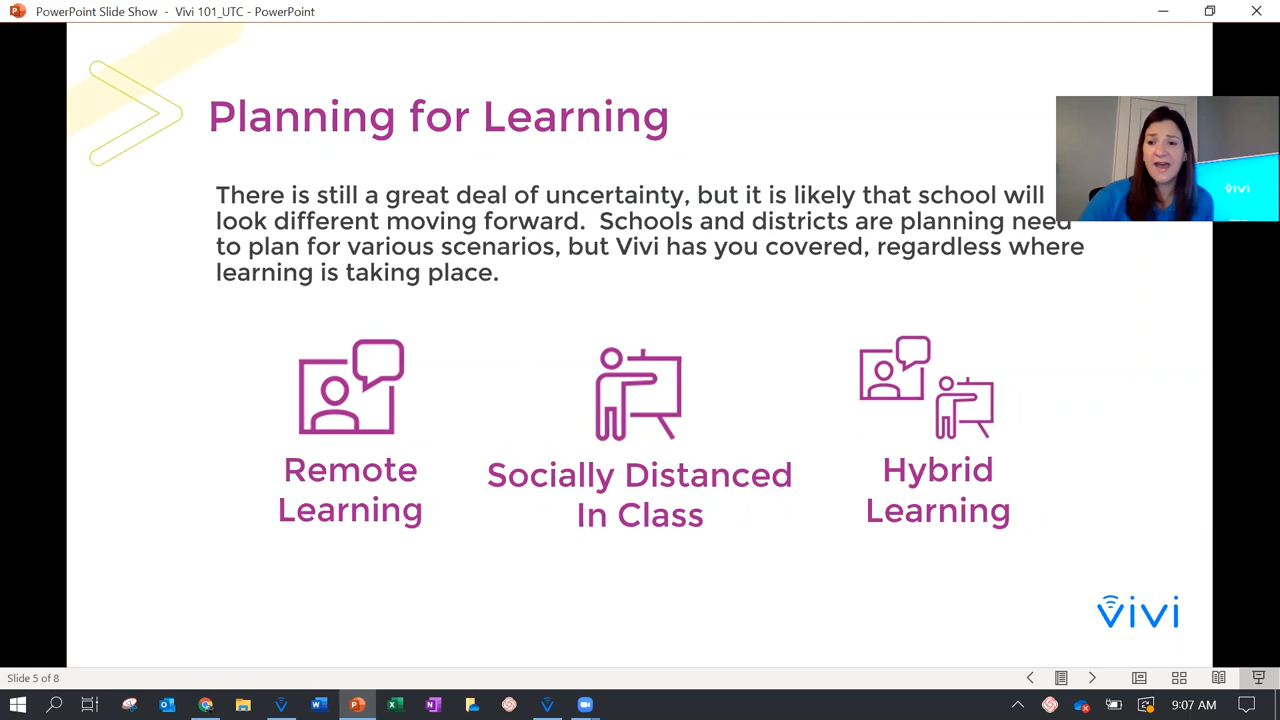 PowerPoint Slide Show - Vivi 101_UTC - PowerPoint
Planning for Learning
There is still a great deal of uncertainty, but it is likely that school will
look different moving forward. Schools and districts are planning need
to plan for various scenarios, but Vivi has you covered, regardless where
learning is taking place.
vivi
Remote
Learning
Socially Distanced
In Class
Hybrid
Learning
vivi
Slide 5 of 8
9:07 AM